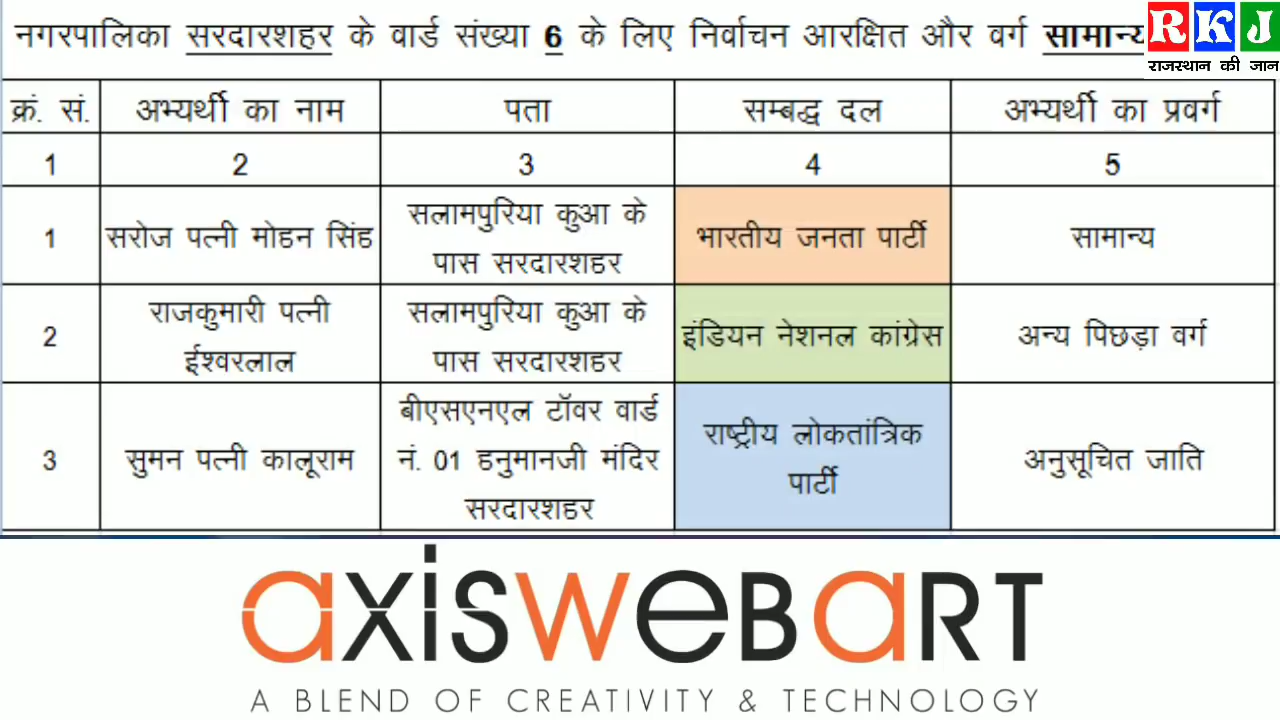 नगरपालिका सरदारशहर के वार्ड संख्या 6 के लिए निर्वाचन आरक्षित और वर्ग सामान्य
RKJ
राजस्थान की जान
क्रं. सं. अभ्यर्थी का नाम पता सम्बद्ध दल अभ्यर्थी का प्रवर्ग
1 2 3 4 5
1 सरोज पत्नी मोहन सिंह सलामपुरिया कुआ के पास सरदारशहर भारतीय जनता पार्टी सामान्य
2 राजकुमारी पत्नी ईश्वरलाल सलामपुरिया कुआ के पास सरदारशहर इंडियन नेशनल कांग्रेस अन्य पिछड़ा वर्ग
3 सुमन पत्नी कालूराम बीएसएनएल टॉवर वार्ड नं. 01 हनुमानजी मंदिर सरदारशहर राष्ट्रीय लोकतांत्रिक पार्टी अनुसूचित जाति
axisweBaRT
A BLEND OF CREATIVITY & TECHNOLOGY